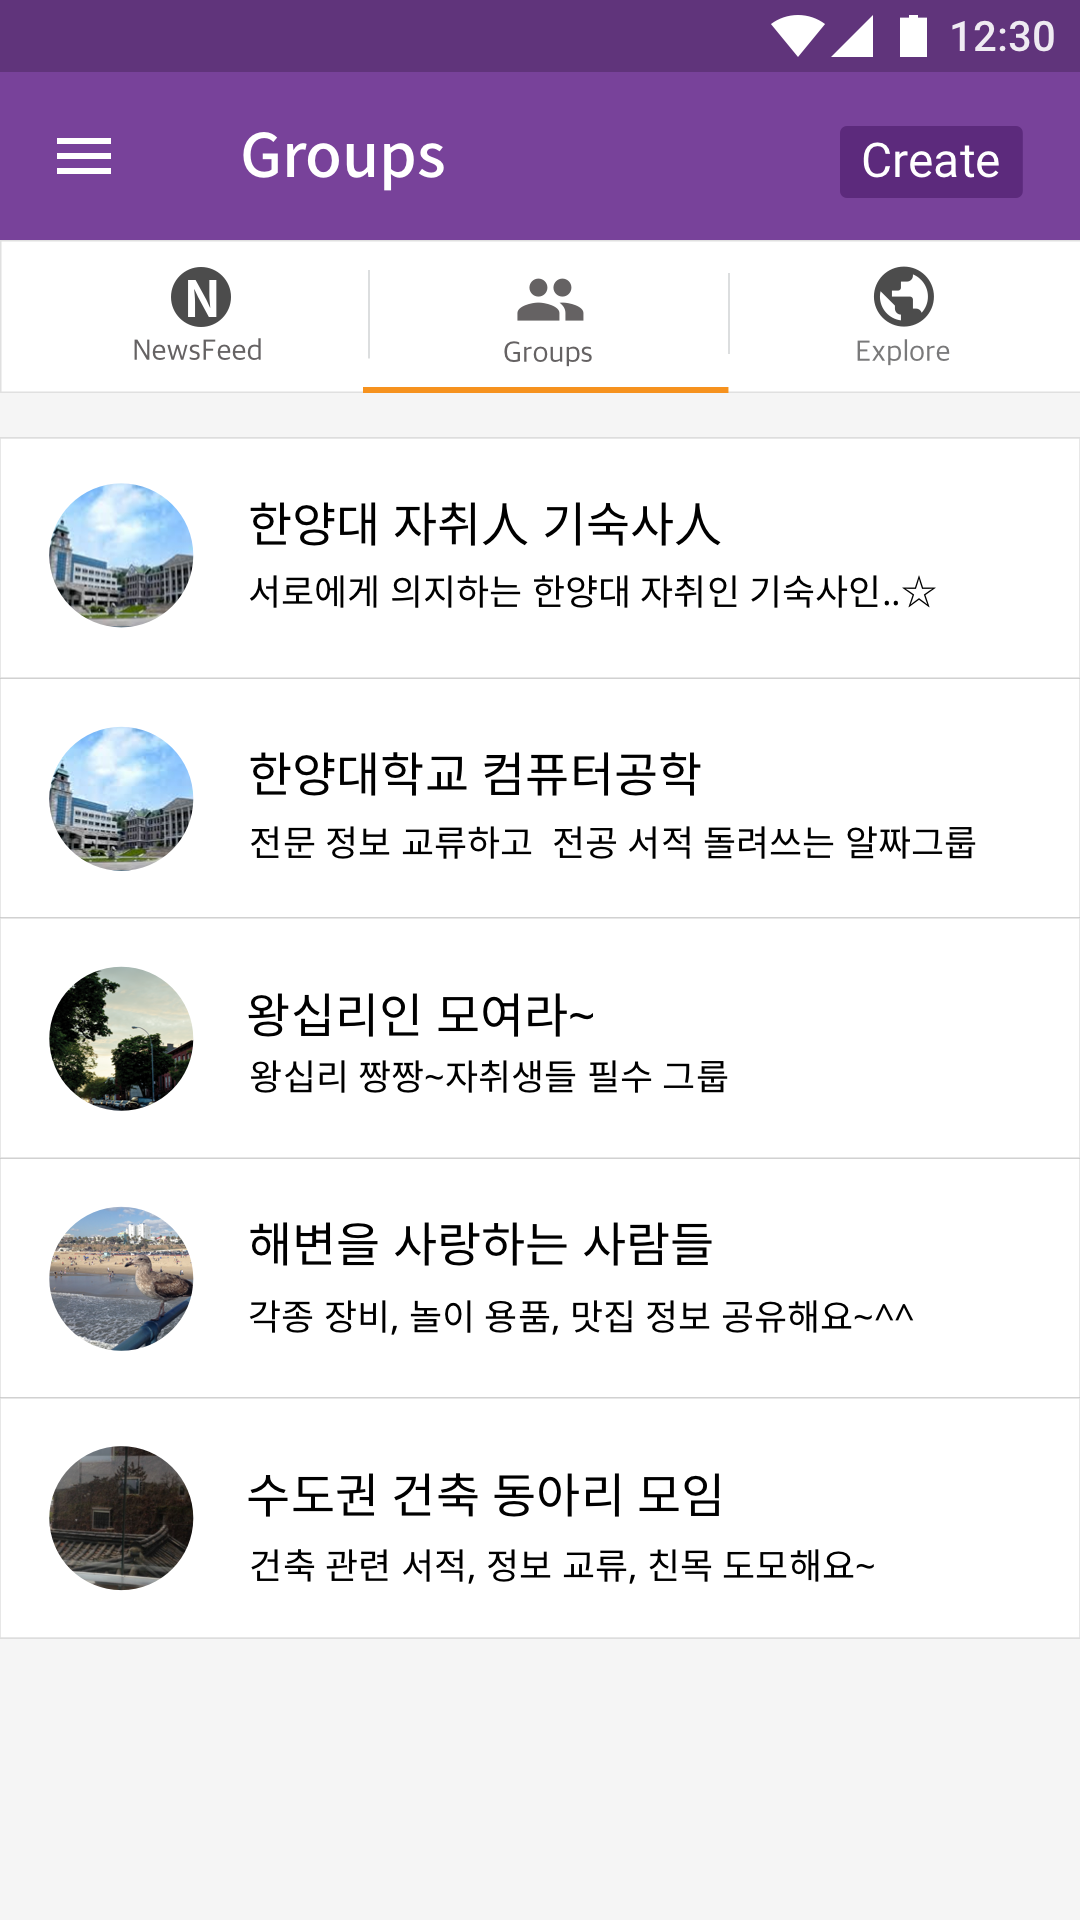 12:30
Groups
Create
N
NewsFeed
Groups
Explore
한양대 자취人 기숙사人
서로에게 의지하는 한양대 자취인 기숙사인..☆
한양대학교 컴퓨터공학
전문 정보 교류하고  전공 서적 돌려쓰는 알짜그룹
왕십리인 모여라~
왕십리 짱짱~자취생들 필수 그룹
해변을 사랑하는 사람들
각종 장비, 놀이 용품, 맛집 정보 공유해요~^^
수도권 건축 동아리 모임
건축 관련 서적, 정보 교류, 친목 도모해요~